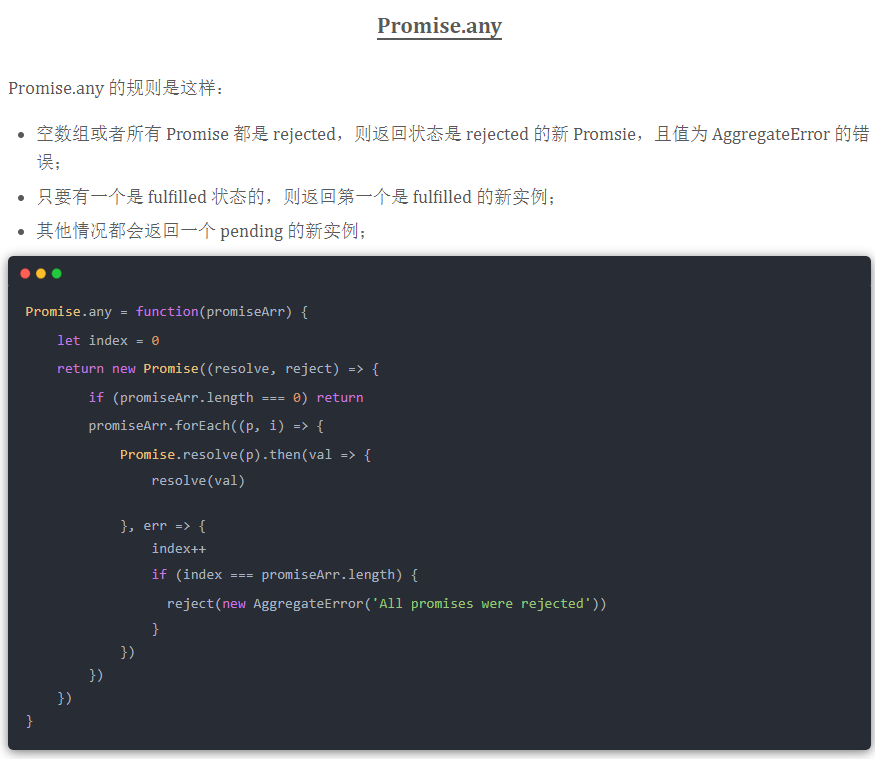 Promise.any
Promise.any 的规则是这样：
空数组或者所有 Promise 都是 rejected，则返回状态是 rejected 的新 Promsie，且值为 AggregateError 的错
误；
只要有一个是 fulfilled 状态的，则返回第一个是 fulfilled 的新实例；
其他情况都会返回一个 pending 的新实例；
Promise.any = function(promiseArr) {
    let index = 0
    return new Promise((resolve, reject) => {
        if (promiseArr.length === 0) return
        promiseArr.forEach((p, i) => {
            Promise.resolve(p).then(val => {
                resolve(val)
            }, err => {
                index++
                if (index === promiseArr.length) {
                  reject(new AggregateError('All promises were rejected'))
                }
            })
        })
    })
}